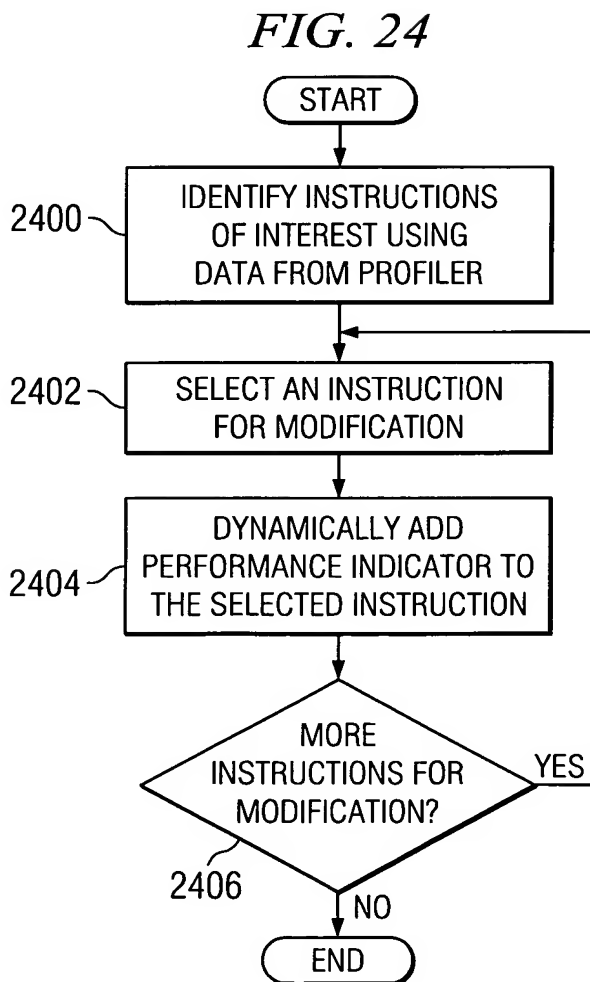 FIG. 24
START
2400
IDENTIFY INSTRUCTIONS
OF INTEREST USING
DATA FROM PROFILER
2402
SELECT AN INSTRUCTION
FOR MODIFICATION
2404
DYNAMICALLY ADD
PERFORMANCE INDICATOR TO
THE SELECTED INSTRUCTION
MORE
INSTRUCTIONS FOR
MODIFICATION?
YES
2406
NO
END